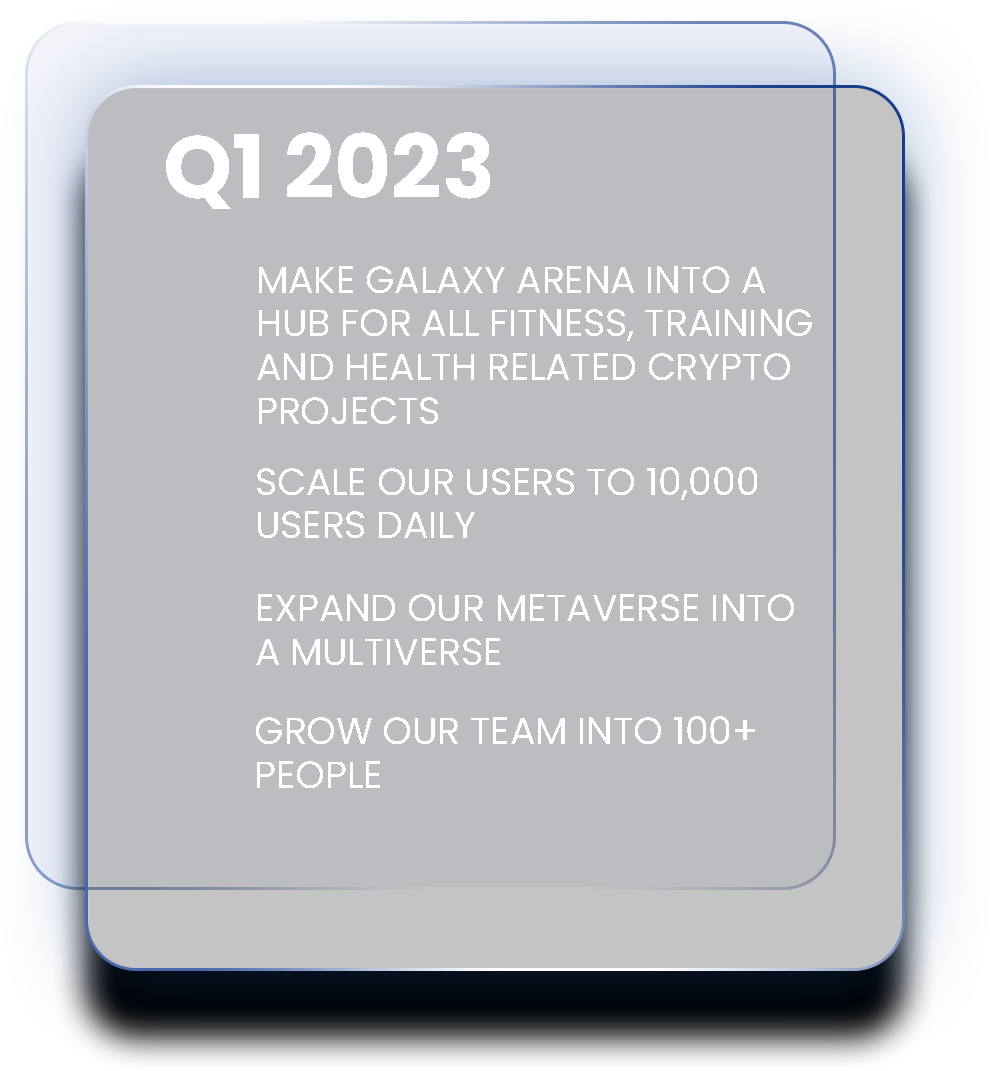 Q1 2023
MAKE GALAXY ARENA INTO A
HUB FOR ALL FITNESS, TRAINING
AND HEALTH RELATED CRYPTO
PROJECTS
SCALE OUR USERS TO 10,000
USERS DAILY
EXPAND OUR METAVERSE INTO
A MULTIVERSE
GROW OUR TEAM INTO 100+
PEOPLE